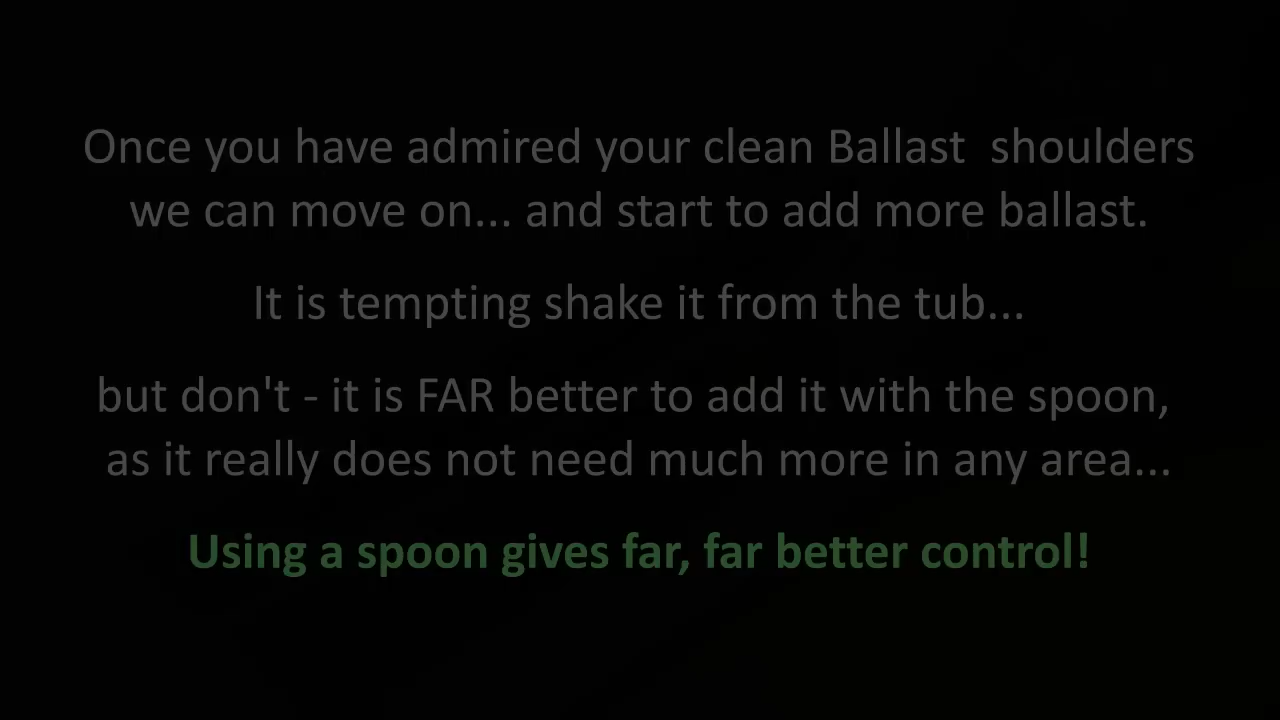 Once you have admired your clean Ballast  shoulders
we can move on... and start to add more ballast.
It is tempting shake it from the tub...
but don't - it is FAR better to add it with the spoon,
as it really does not need much more in any area...
Using a spoon gives far, far better control!